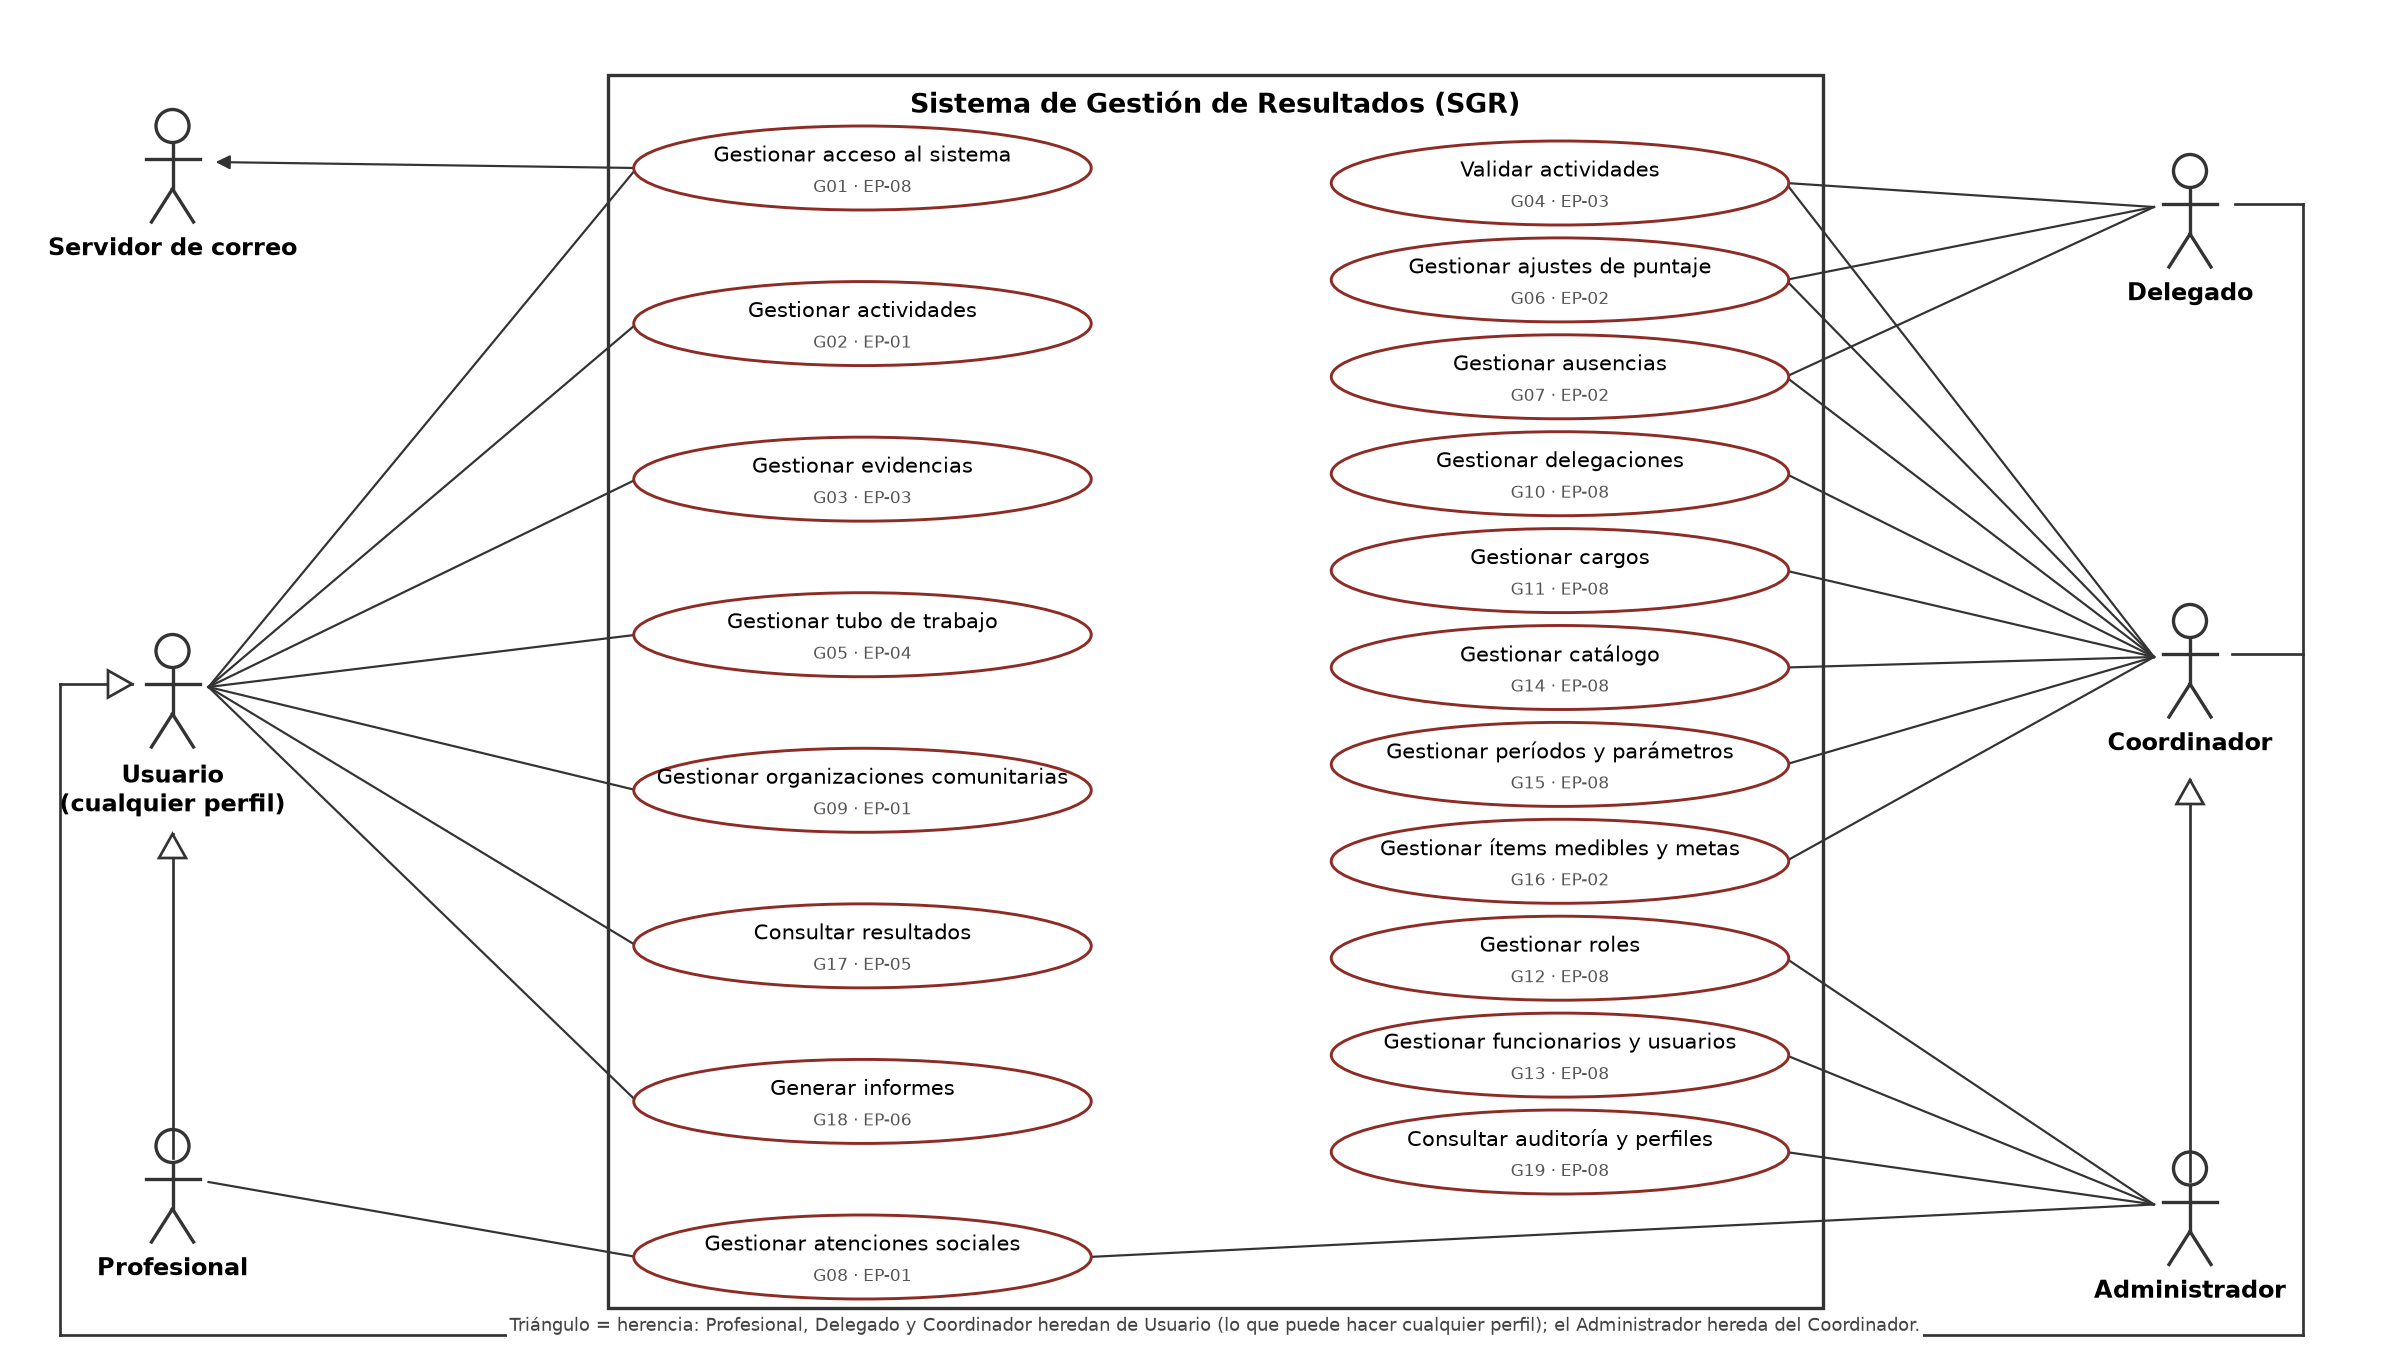 Sistema de Gestión de Resultados (SGR)
Servidor de correo
Usuario
(cualquier perfil)
Profesional
Gestionar acceso al sistema
G01 · EP-08
Gestionar actividades
G02 · EP-01
Gestionar evidencias
G03 · EP-03
Gestionar tubo de trabajo
G05 · EP-04
Gestionar organizaciones comunitarias
G09 · EP-01
Consultar resultados
G17 · EP-05
Generar informes
G18 · EP-06
Gestionar atenciones sociales
G08 · EP-01
Validar actividades
G04 · EP-03
Gestionar ajustes de puntaje
G06 · EP-02
Gestionar ausencias
G07 · EP-02
Gestionar delegaciones
G10 · EP-08
Gestionar cargos
G11 · EP-08
Gestionar catálogo
G14 · EP-08
Gestionar períodos y parámetros
G15 · EP-08
Gestionar ítems medibles y metas
G16 · EP-02
Gestionar roles
G12 · EP-08
Gestionar funcionarios y usuarios
G13 · EP-08
Consultar auditoría y perfiles
G19 · EP-08
Delegado
Coordinador
Administrador
Triángulo = herencia: Profesional, Delegado y Coordinador heredan de Usuario (lo que puede hacer cualquier perfil); el Administrador hereda del Coordinador.